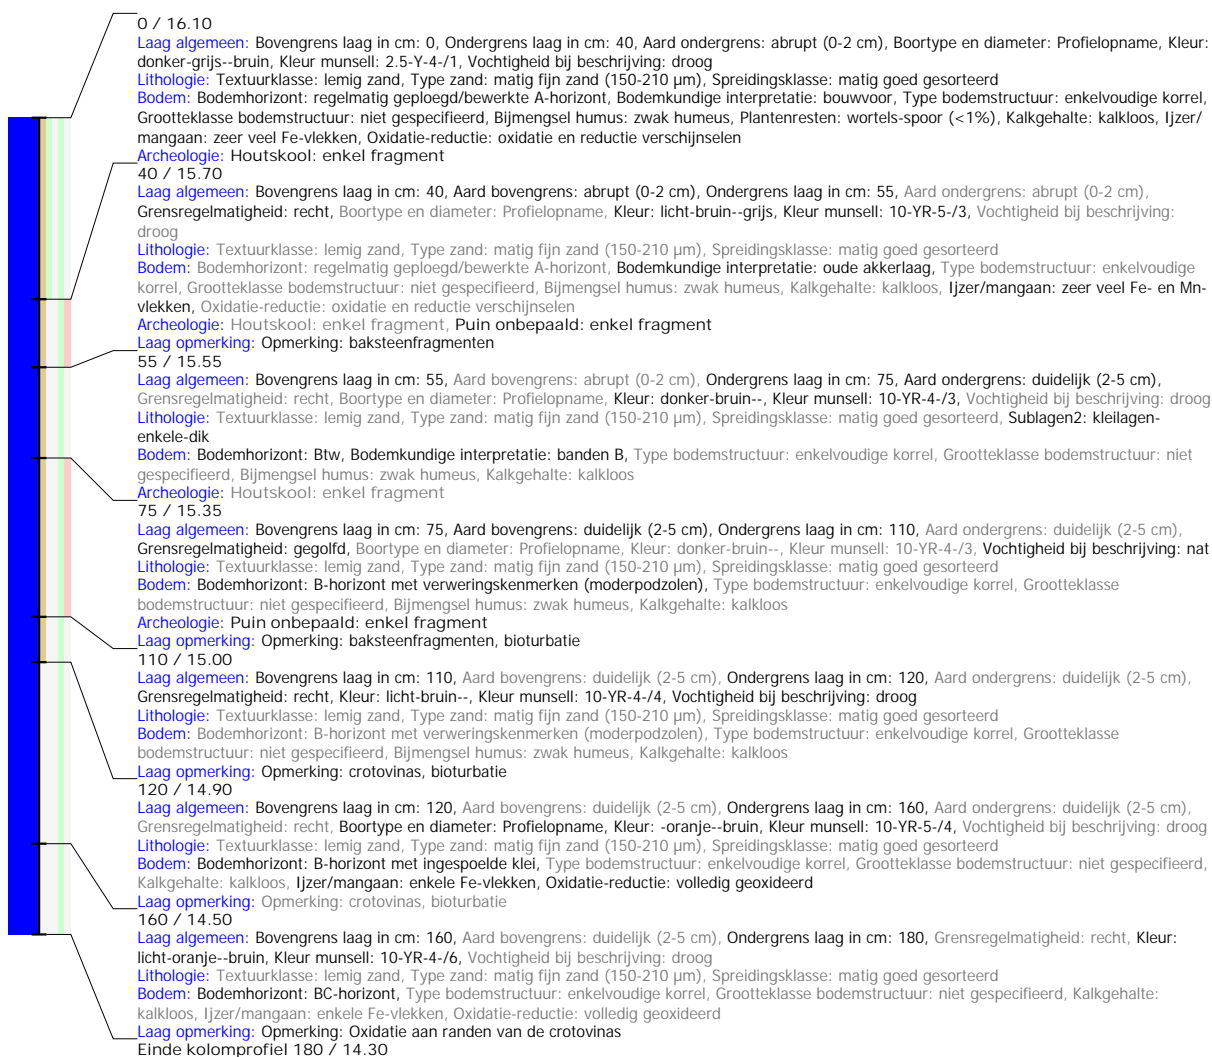 0 / 16.10
Laag algemeen: Bovengrens laag in cm: 0, Ondergrens laag in cm: 40, Aard ondergrens: abrupt (0-2 cm), Boortype en diameter: Profielopname, Kleur:
donker-grijs--bruin, Kleur munsell: 2.5-Y-4-/1, Vochtigheid bij beschrijving: droog
Lithologie: Textuurklasse: lemig zand, Type zand: matig fijn zand (150-210 µm), Spreidingsklasse: matig goed gesorteerd
Bodem: Bodemhorizont: regelmatig geploegd/bewerkte A-horizont, Bodemkundige interpretatie: bouwvoor, Type bodemstructuur: enkelvoudige korrel,
Grootteklasse bodemstructuur: niet gespecifieerd, Bijmengsel humus: zwak humeus, Plantenresten: wortels-spoor (<1%), Kalkgehalte: kalkloos, Ijzer/
mangaan: zeer veel Fe-vlekken, Oxidatie-reductie: oxidatie en reductie verschijnselen
Archeologie: Houtskool: enkel fragment
40 / 15.70
Laag algemeen: Bovengrens laag in cm: 40, Aard bovengrens: abrupt (0-2 cm), Ondergrens laag in cm: 55, Aard ondergrens: abrupt (0-2 cm),
Grensregelmatigheid: recht, Boortype en diameter: Profielopname, Kleur: licht-bruin--grijs, Kleur munsell: 10-YR-5-/3, Vochtigheid bij beschrijving:
droog
Lithologie: Textuurklasse: lemig zand, Type zand: matig fijn zand (150-210 µm), Spreidingsklasse: matig goed gesorteerd
Bodem: Bodemhorizont: regelmatig geploegd/bewerkte A-horizont, Bodemkundige interpretatie: oude akkerlaag, Type bodemstructuur: enkelvoudige
korrel, Grootteklasse bodemstructuur: niet gespecifieerd, Bijmengsel humus: zwak humeus, Kalkgehalte: kalkloos, Ijzer/mangaan: zeer veel Fe- en Mn-
vlekken, Oxidatie-reductie: oxidatie en reductie verschijnselen
Archeologie: Houtskool: enkel fragment, Puin onbepaald: enkel fragment
Laag opmerking: Opmerking: baksteenfragmenten
55 / 15.55
Laag algemeen: Bovengrens laag in cm: 55, Aard bovengrens: abrupt (0-2 cm), Ondergrens laag in cm: 75, Aard ondergrens: duidelijk (2-5 cm),
Grensregelmatigheid: recht, Boortype en diameter: Profielopname, Kleur: donker-bruin--, Kleur munsell: 10-YR-4-/3, Vochtigheid bij beschrijving: droog
Lithologie: Textuurklasse: lemig zand, Type zand: matig fijn zand (150-210 µm), Spreidingsklasse: matig goed gesorteerd, Sublagen2: kleilagen-
enkele-dik
Bodem: Bodemhorizont: Btw, Bodemkundige interpretatie: banden B, Type bodemstructuur: enkelvoudige korrel, Grootteklasse bodemstructuur: niet
gespecifieerd, Bijmengsel humus: zwak humeus, Kalkgehalte: kalkloos
Archeologie: Houtskool: enkel fragment
75 / 15.35
Laag algemeen: Bovengrens laag in cm: 75, Aard bovengrens: duidelijk (2-5 cm), Ondergrens laag in cm: 110, Aard ondergrens: duidelijk (2-5 cm),
Grensregelmatigheid: gegolfd, Boortype en diameter: Profielopname, Kleur: donker-bruin--, Kleur munsell: 10-YR-4-/3, Vochtigheid bij beschrijving: nat
Lithologie: Textuurklasse: lemig zand, Type zand: matig fijn zand (150-210 µm), Spreidingsklasse: matig goed gesorteerd
Bodem: Bodemhorizont: B-horizont met verweringskenmerken (moderpodzolen), Type bodemstructuur: enkelvoudige korrel, Grootteklasse
bodemstructuur: niet gespecifieerd, Bijmengsel humus: zwak humeus, Kalkgehalte: kalkloos
Archeologie: Puin onbepaald: enkel fragment
Laag opmerking: Opmerking: baksteenfragmenten, bioturbatie
110 / 15.00
Laag algemeen: Bovengrens laag in cm: 110, Aard bovengrens: duidelijk (2-5 cm), Ondergrens laag in cm: 120, Aard ondergrens: duidelijk (2-5 cm),
Grensregelmatigheid: recht, Kleur: licht-bruin--, Kleur munsell: 10-YR-4-/4, Vochtigheid bij beschrijving: droog
Lithologie: Textuurklasse: lemig zand, Type zand: matig fijn zand (150-210 µm), Spreidingsklasse: matig goed gesorteerd
Bodem: Bodemhorizont: B-horizont met verweringskenmerken (moderpodzolen), Type bodemstructuur: enkelvoudige korrel, Grootteklasse
bodemstructuur: niet gespecifieerd, Bijmengsel humus: zwak humeus, Kalkgehalte: kalkloos
Laag opmerking: Opmerking: crotovinas, bioturbatie
120 / 14.90
Laag algemeen: Bovengrens laag in cm: 120, Aard bovengrens: duidelijk (2-5 cm), Ondergrens laag in cm: 160, Aard ondergrens: duidelijk (2-5 cm),
Grensregelmatigheid: recht, Boortype en diameter: Profielopname, Kleur: -oranje--bruin, Kleur munsell: 10-YR-5-/4, Vochtigheid bij beschrijving: droog
Lithologie: Textuurklasse: lemig zand, Type zand: matig fijn zand (150-210 µm), Spreidingsklasse: matig goed gesorteerd
Bodem: Bodemhorizont: B-horizont met ingespoelde klei, Type bodemstructuur: enkelvoudige korrel, Grootteklasse bodemstructuur: niet gespecifieerd,
Kalkgehalte: kalkloos, Ijzer/mangaan: enkele Fe-vlekken, Oxidatie-reductie: volledig geoxideerd
Laag opmerking: Opmerking: crotovinas, bioturbatie
160 / 14.50
Laag algemeen: Bovengrens laag in cm: 160, Aard bovengrens: duidelijk (2-5 cm), Ondergrens laag in cm: 180, Grensregelmatigheid: recht, Kleur:
licht-oranje--bruin, Kleur munsell: 10-YR-4-/6, Vochtigheid bij beschrijving: droog
Lithologie: Textuurklasse: lemig zand, Type zand: matig fijn zand (150-210 µm), Spreidingsklasse: matig goed gesorteerd
Bodem: Bodemhorizont: BC-horizont, Type bodemstructuur: enkelvoudige korrel, Grootteklasse bodemstructuur: niet gespecifieerd, Kalkgehalte:
kalkloos, Ijzer/mangaan: enkele Fe-vlekken, Oxidatie-reductie: volledig geoxideerd
Laag opmerking: Opmerking: Oxidatie aan randen van de crotovinas
Einde kolomprofiel 180 / 14.30